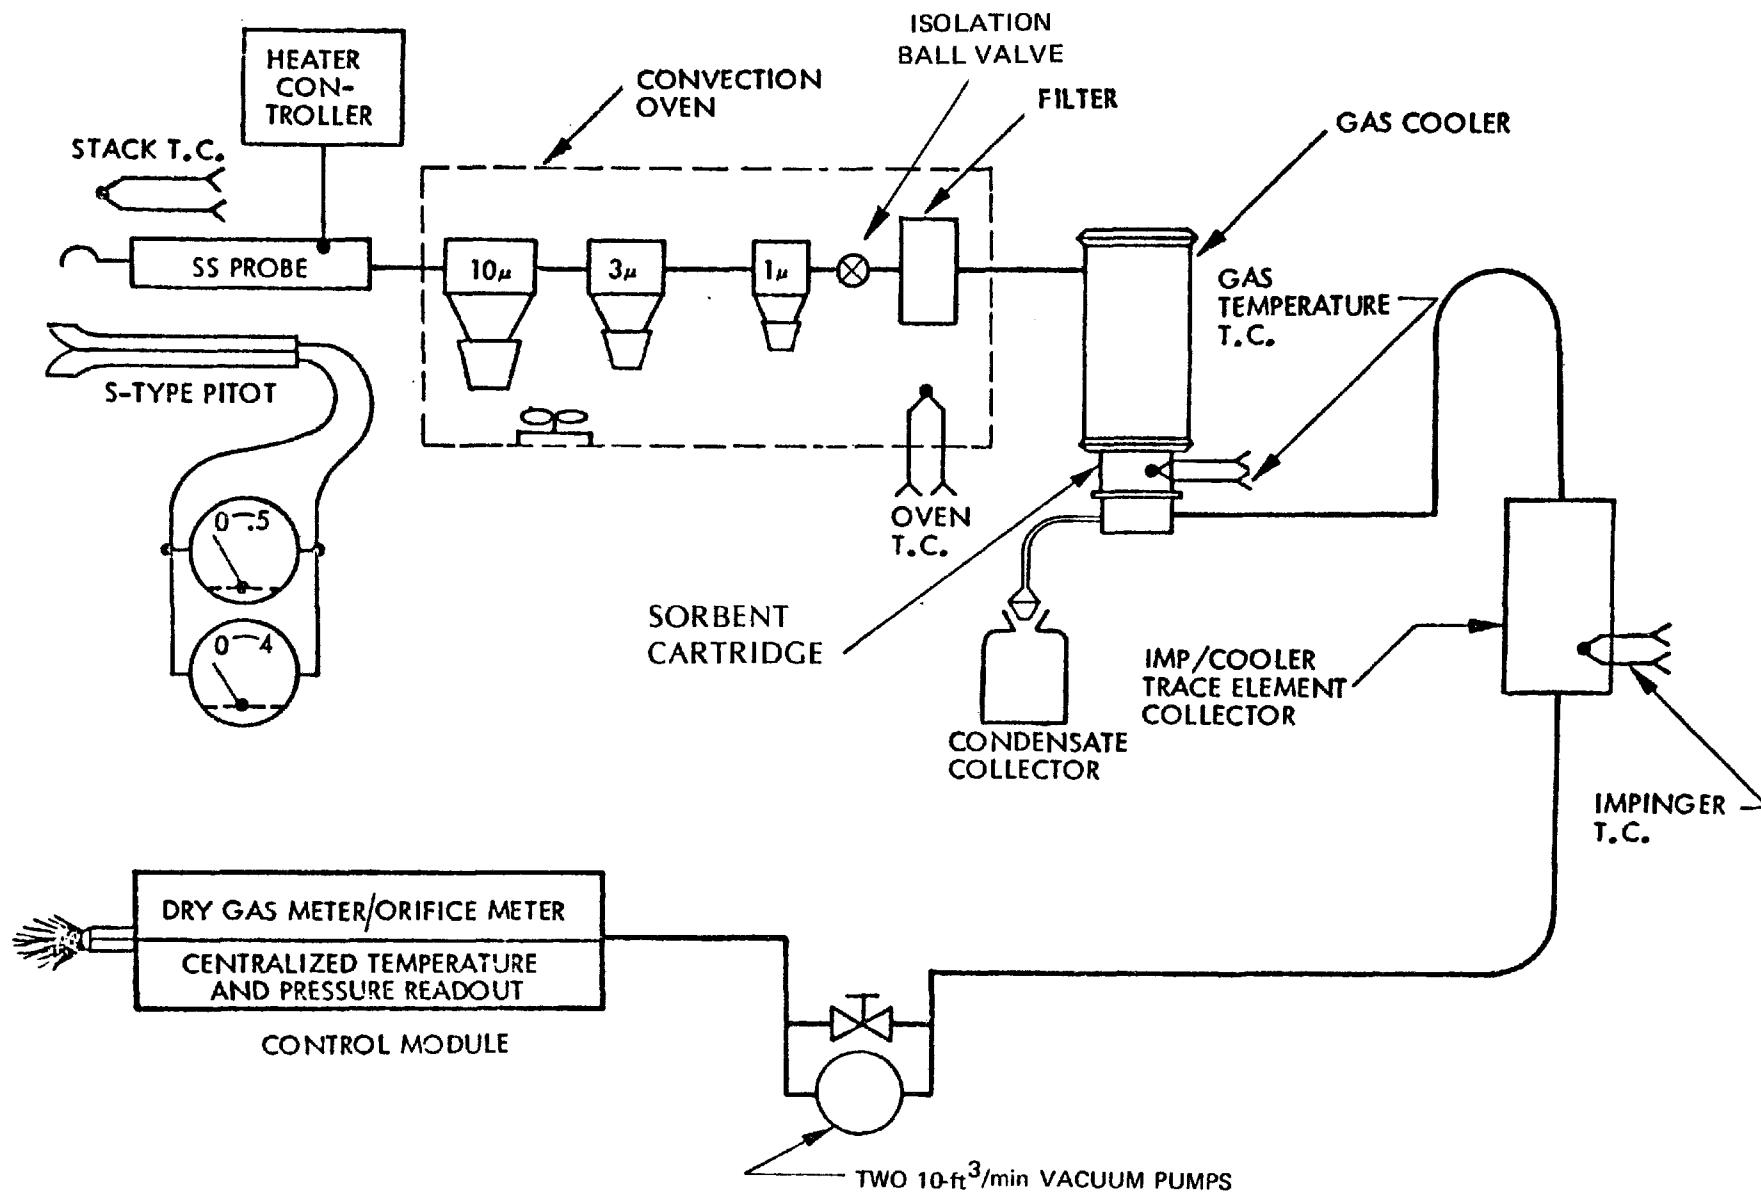 ISOLATION
BALL VALVE
HEATER
CON-
TROLLER
CONVECTION
OVEN
FILTER
GAS COOLER
STACK T.C.
SS PROBE
10μ
3μ
1μ
GAS
TEMPERATURE
T.C.
S-TYPE PITOT
0-.5
OVEN
T.C.
SORBENT
CARTRIDGE
0-4
IMP/COOLER
TRACE ELEMENT
COLLECTOR
CONDENSATE
COLLECTOR
IMPINGER
T.C.
DRY GAS METER/ORIFICE METER
CENTRALIZED TEMPERATURE
AND PRESSURE READOUT
CONTROL MODULE
TWO 10-ft³/min VACUUM PUMPS